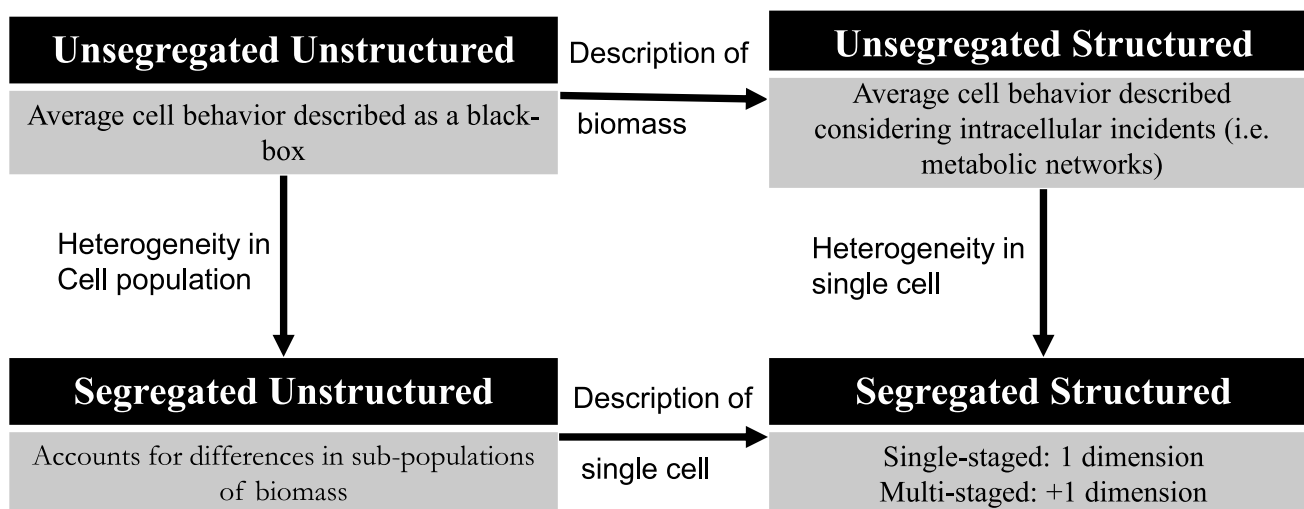 Unsegregated Unstructured
Average cell behavior described as a black-
box
Description of
biomass
Unsegregated Structured
Average cell behavior described
considering intracellular incidents (i.e.
metabolic networks)
Heterogeneity in
Cell population
Heterogeneity in
single cell
Segregated Unstructured
Accounts for differences in sub-populations
of biomass
Description of
single cell
Segregated Structured
Single-staged: 1 dimension
Multi-staged: +1 dimension